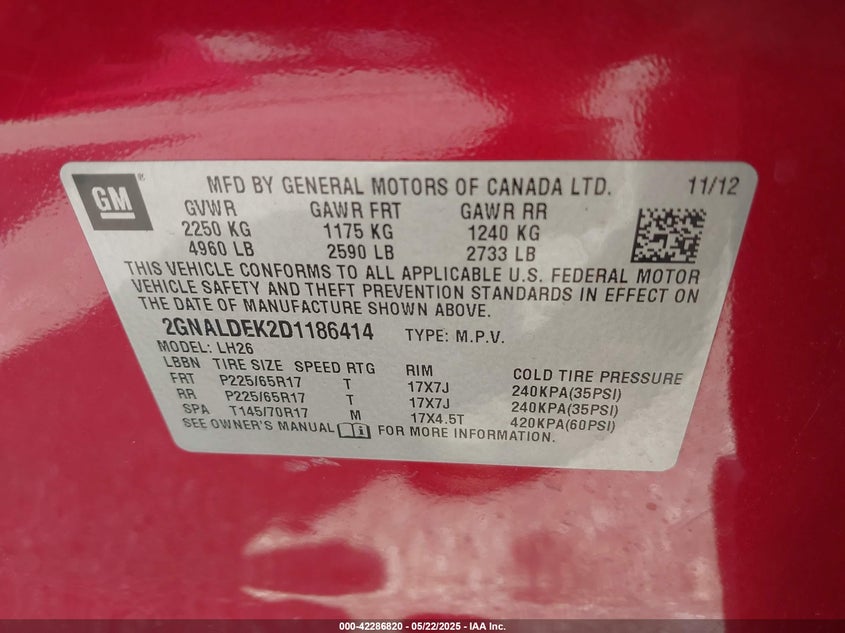 GM ® MFD BY GENERAL MOTORS OF CANADA LTD. 11/12
GVWR GAWR FRT GAWR RR
2250 KG 1175 KG 1240 KG
4960 LB 2590 LB 2733 LB
THIS VEHICLE CONFORMS TO ALL APPLICABLE U.S. FEDERAL MOTOR
VEHICLE SAFETY AND THEFT PREVENTION STANDARDS IN EFFECT ON
THE DATE OF MANUFACTURE SHOWN ABOVE.
2GNALDEK2D1186414 TYPE: M.P.V.
MODEL: LH26
LBBN TIRE SIZE SPEED RTG RIM COLD TIRE PRESSURE
FRT P225/65R17 T 17X7J 240KPA(35PSI)
RR P225/65R17 T 17X7J 240KPA(35PSI)
SPA T145/70R17 M 17X4.5T 420KPA(60PSI)
SEE OWNER'S MANUAL FOR MORE INFORMATION.
000-42286820 - 05/22/2025 - IAA Inc.